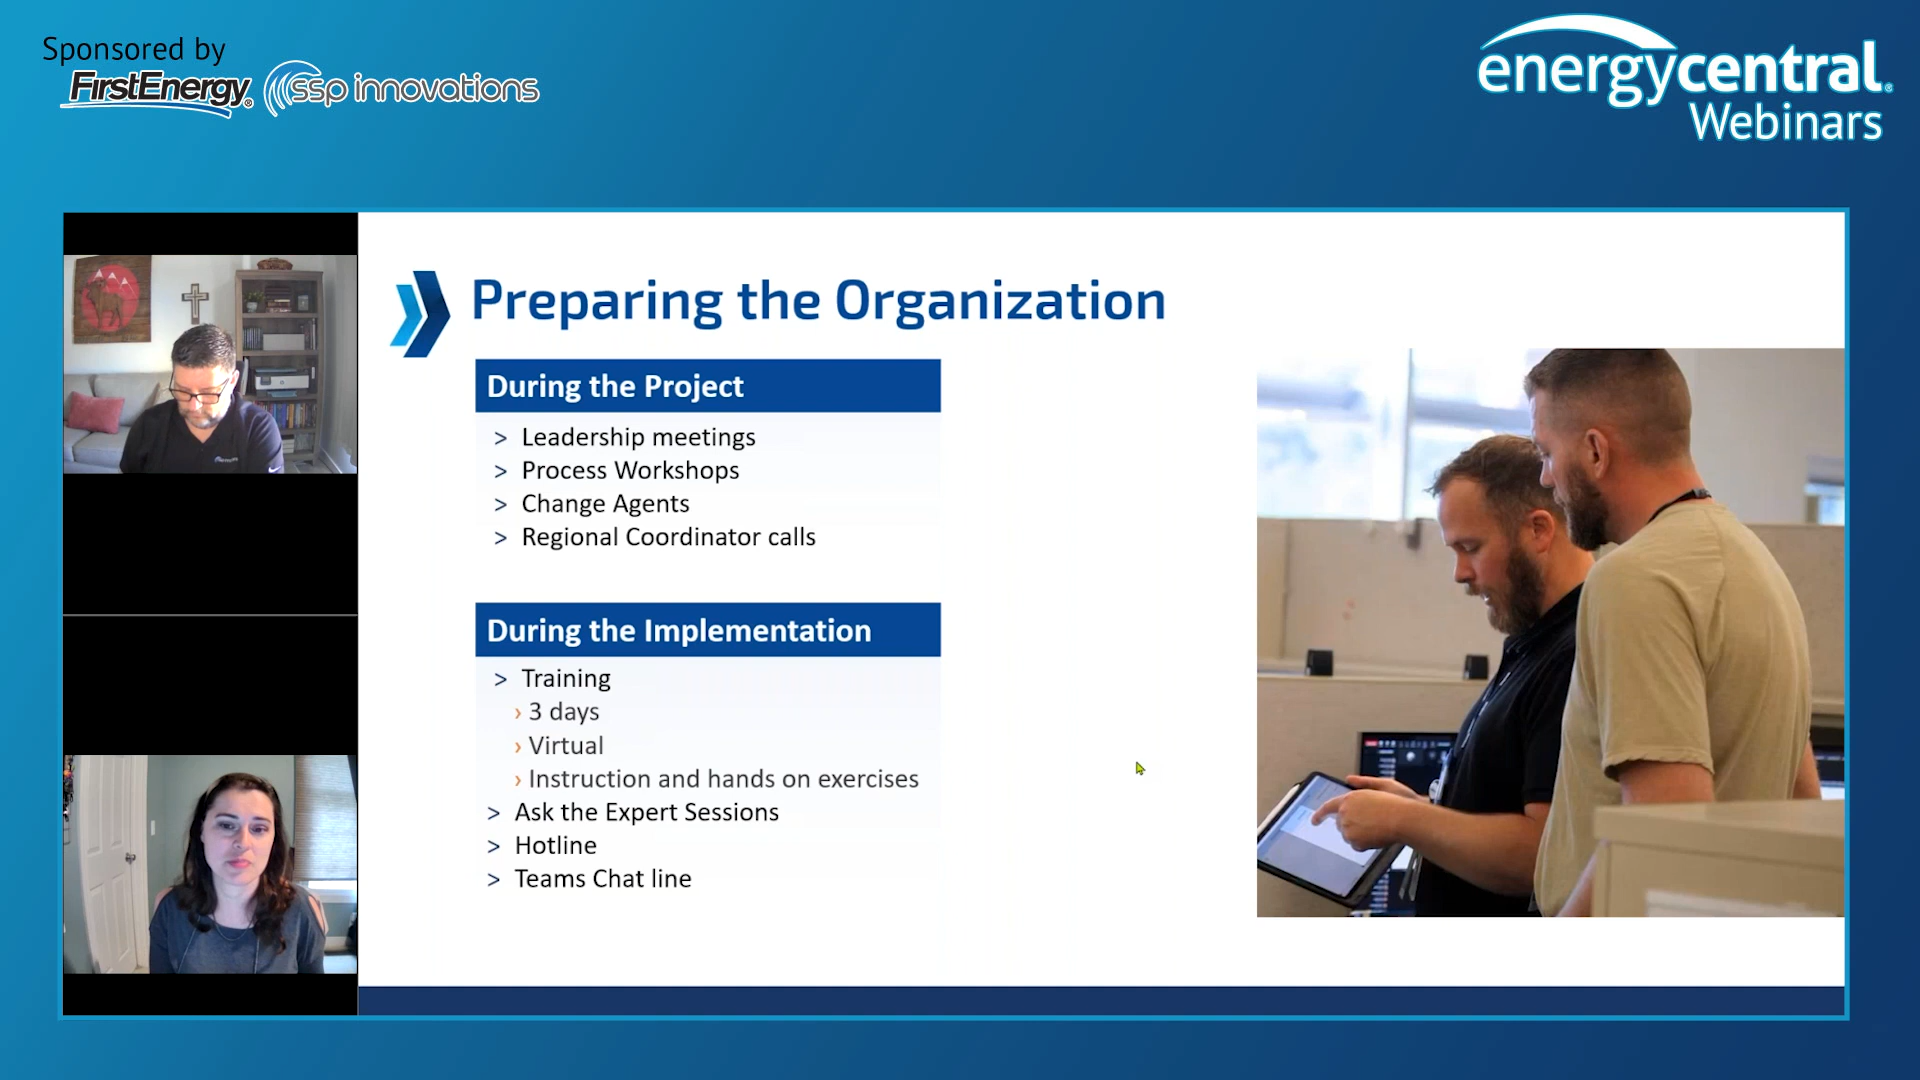 Sponsored by
FirstEnergy®
ssp innovations
energycentral®
Webinars
Preparing the Organization
During the Project
> Leadership meetings
> Process Workshops
> Change Agents
> Regional Coordinator calls
During the Implementation
> Training
› 3 days
› Virtual
› Instruction and hands on exercises
> Ask the Expert Sessions
> Hotline
> Teams Chat line